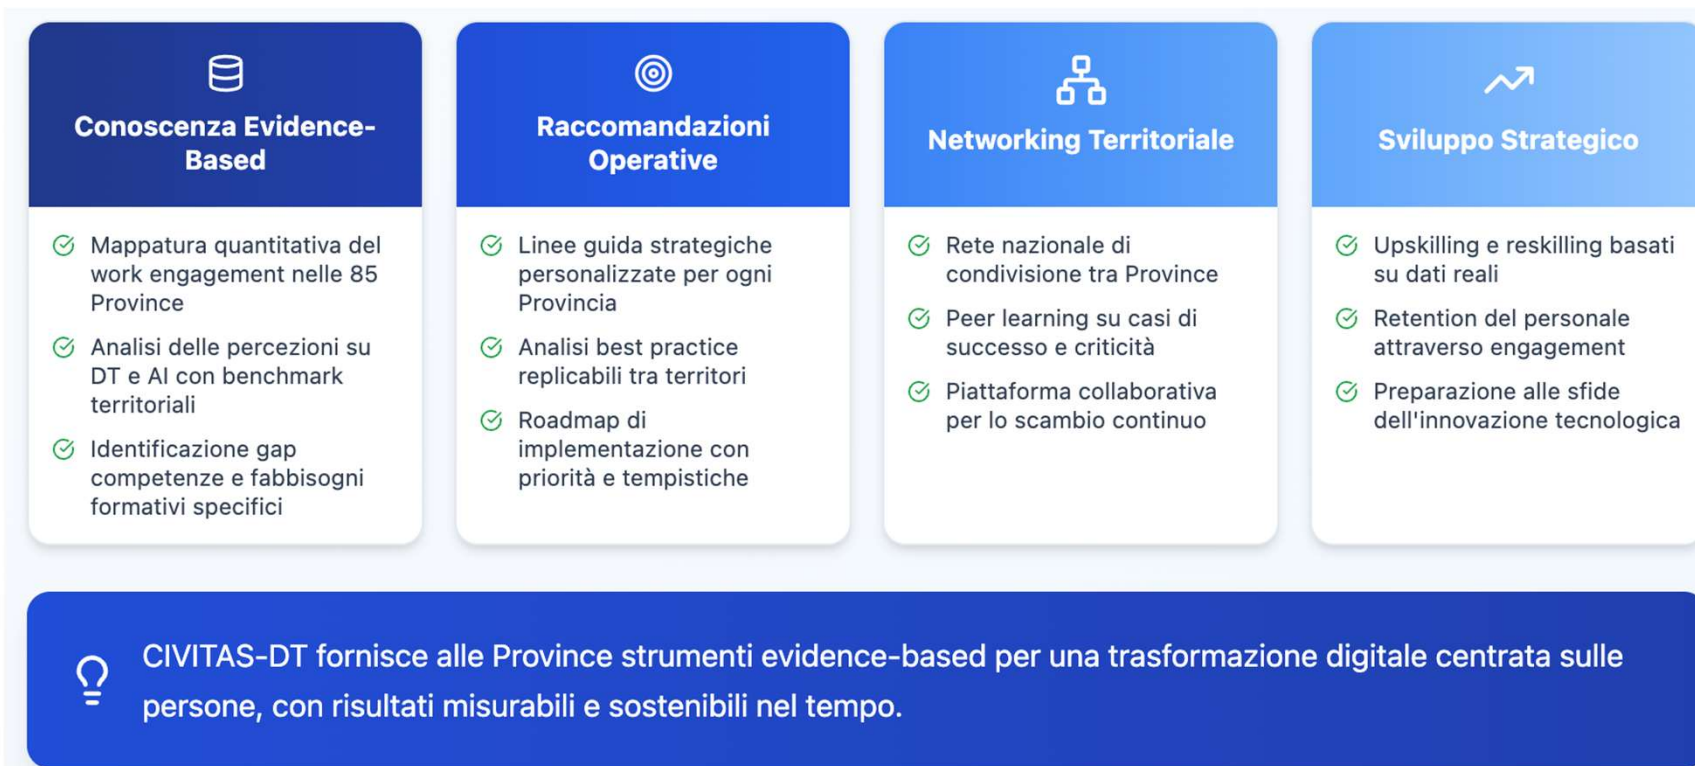 Conoscenza Evidence-
Based
Mappatura quantitativa del
work engagement nelle 85
Province
Analisi delle percezioni su
DT e AI con benchmark
territoriali
Identificazione gap
competenze e fabbisogni
formativi specifici
Raccomandazioni
Operative
Linee guida strategiche
personalizzate per ogni
Provincia
Analisi best practice
replicabili tra territori
Roadmap di
implementazione con
priorità e tempistiche
Networking Territoriale
Rete nazionale di
condivisione tra Province
Peer learning su casi di
successo e criticità
Piattaforma collaborativa
per lo scambio continuo
Sviluppo Strategico
Upskilling e reskilling basati
su dati reali
Retention del personale
attraverso engagement
Preparazione alle sfide
dell'innovazione tecnologica
CIVITAS-DT fornisce alle Province strumenti evidence-based per una trasformazione digitale centrata sulle
persone, con risultati misurabili e sostenibili nel tempo.